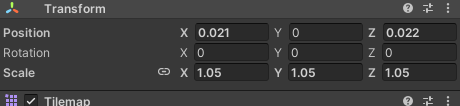 Transform
Position X 0.021 Y 0 Z 0.022
Rotation X 0 Y 0 Z 0
Scale X 1.05 Y 1.05 Z 1.05
Tilemap